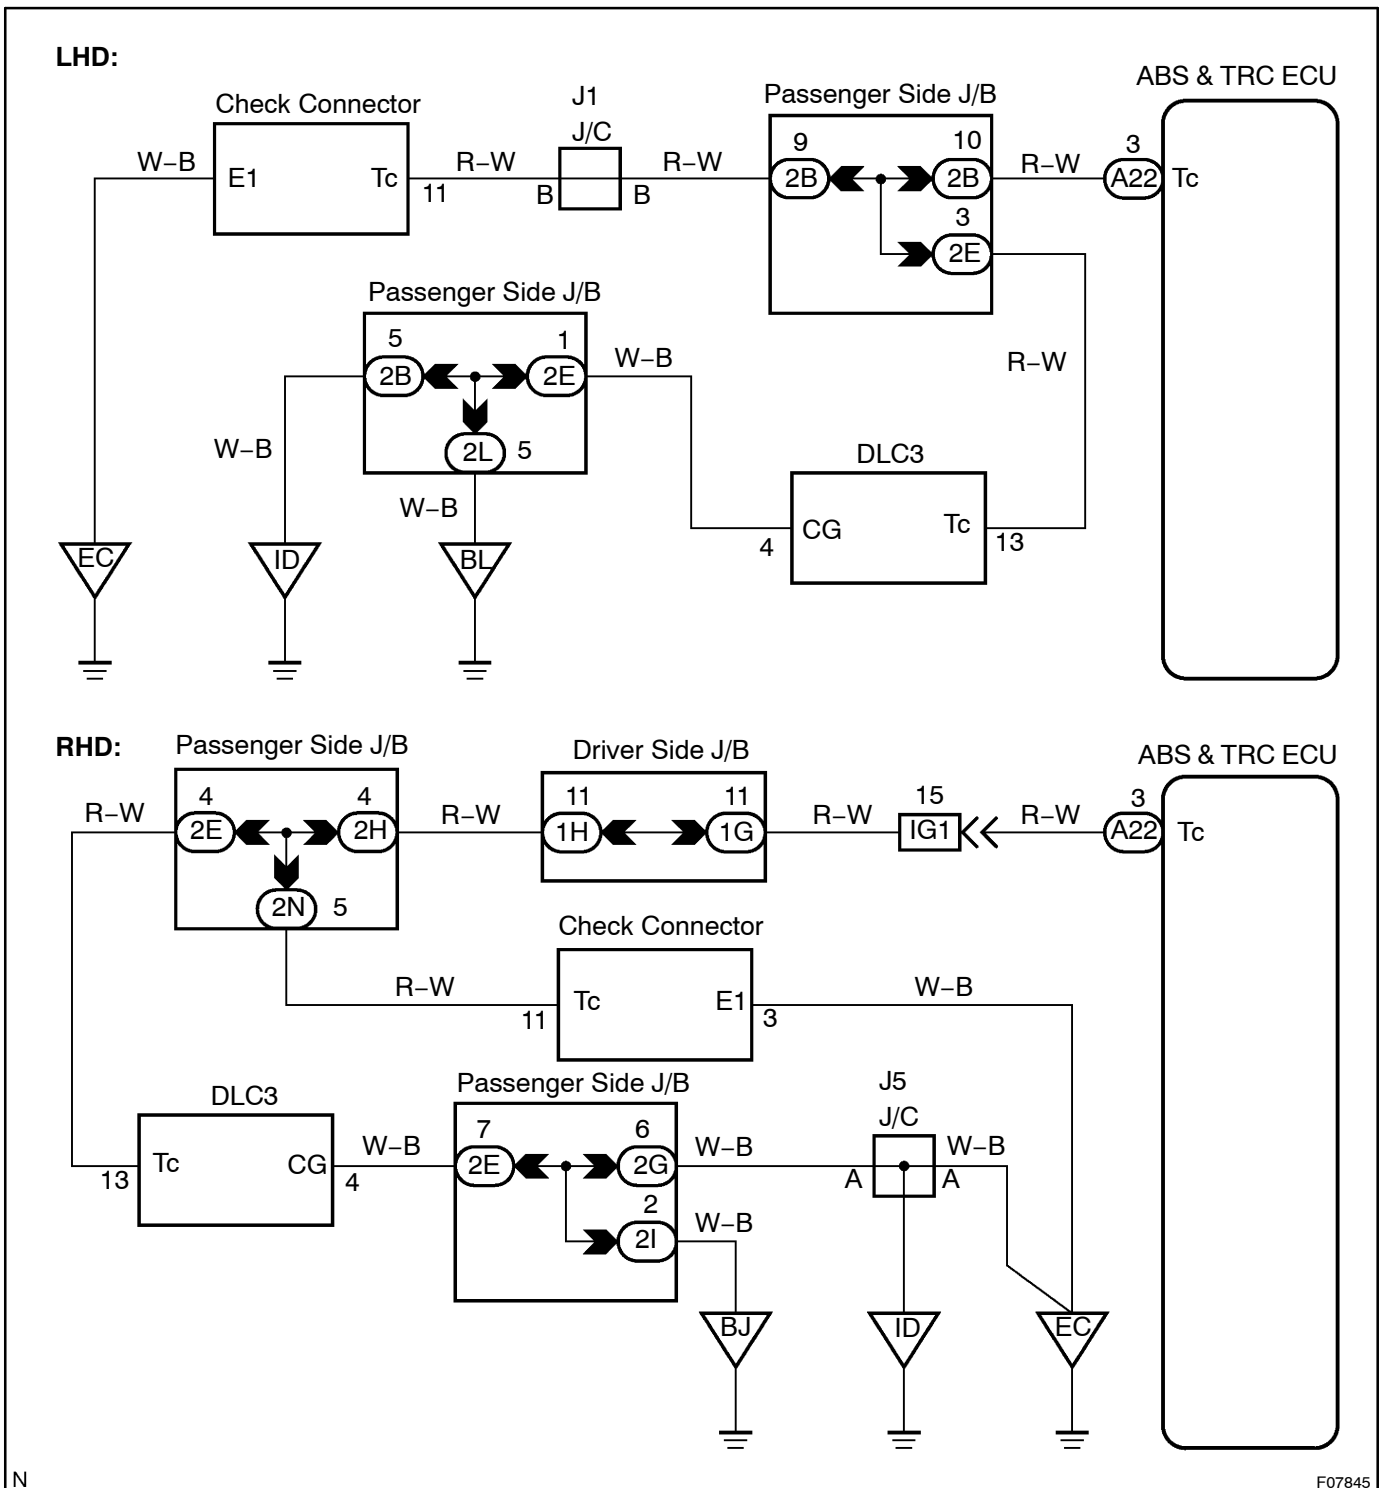 LHD:
ABS & TRC ECU
Check Connector
J1
J/C
Passenger Side J/B
W–B
E1
Tc
11
R–W
B
B
R–W
9
2B
10
2B
3
2E
R–W
3
A22
Tc
Passenger Side J/B
5
2B
1
2E
2L
5
W–B
R–W
W–B
W–B
DLC3
CG
4
Tc
13
EC
ID
BL
RHD:
Passenger Side J/B
Driver Side J/B
ABS & TRC ECU
R–W
4
2E
4
2H
2N
5
R–W
11
1H
11
1G
R–W
15
IG1
R–W
3
A22
Tc
Check Connector
R–W
11
Tc
E1
3
W–B
DLC3
Passenger Side J/B
J5
J/C
13
Tc
CG
4
W–B
7
2E
6
2G
2
2I
W–B
A
A
W–B
W–B
BJ
ID
EC
N
F07845